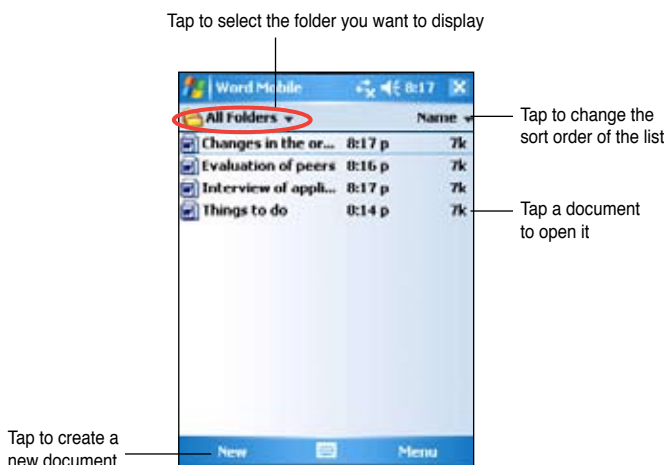 Tap to select the folder you want to display
Word Mobile 8:17
All Folders Name
Tap to change the
sort order of the list
Changes in the or... 8:17 p 7k
Evaluation of peers 8:16 p 7k
Interview of appli... 8:17 p 7k
Things to do 8:14 p 7k
Tap a document
to open it
Tap to create a
new document
New Menu